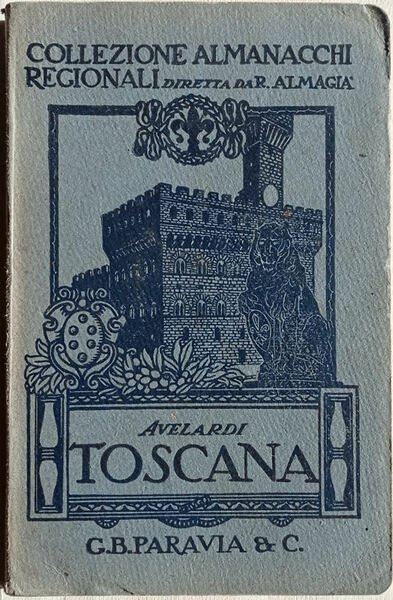 COLLEZIONE ALMANACCHI
REGIONALI DIRETTA DA R. ALMAGIÀ
AVELARDI
TOSCANA
G.B. PARAVIA & C.